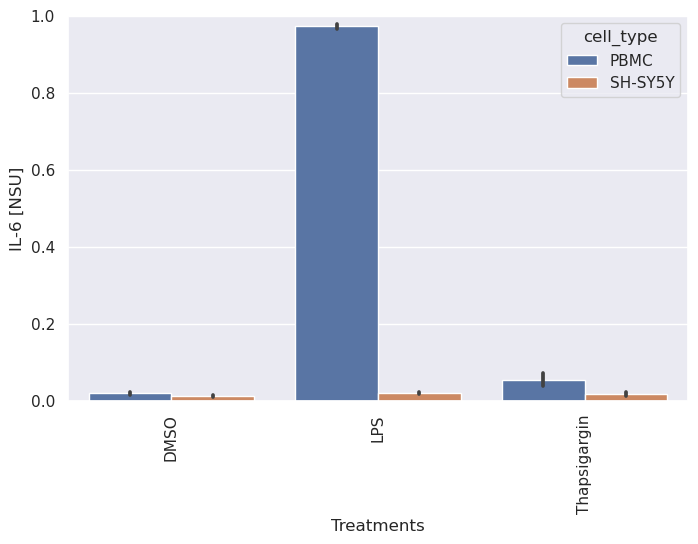 1.0
0.8
0.6
0.4
0.2
0.0
IL-6 [NSU]
cell_type
PBMC
SH-SY5Y
DMSO
LPS
Thapsigargin
Treatments